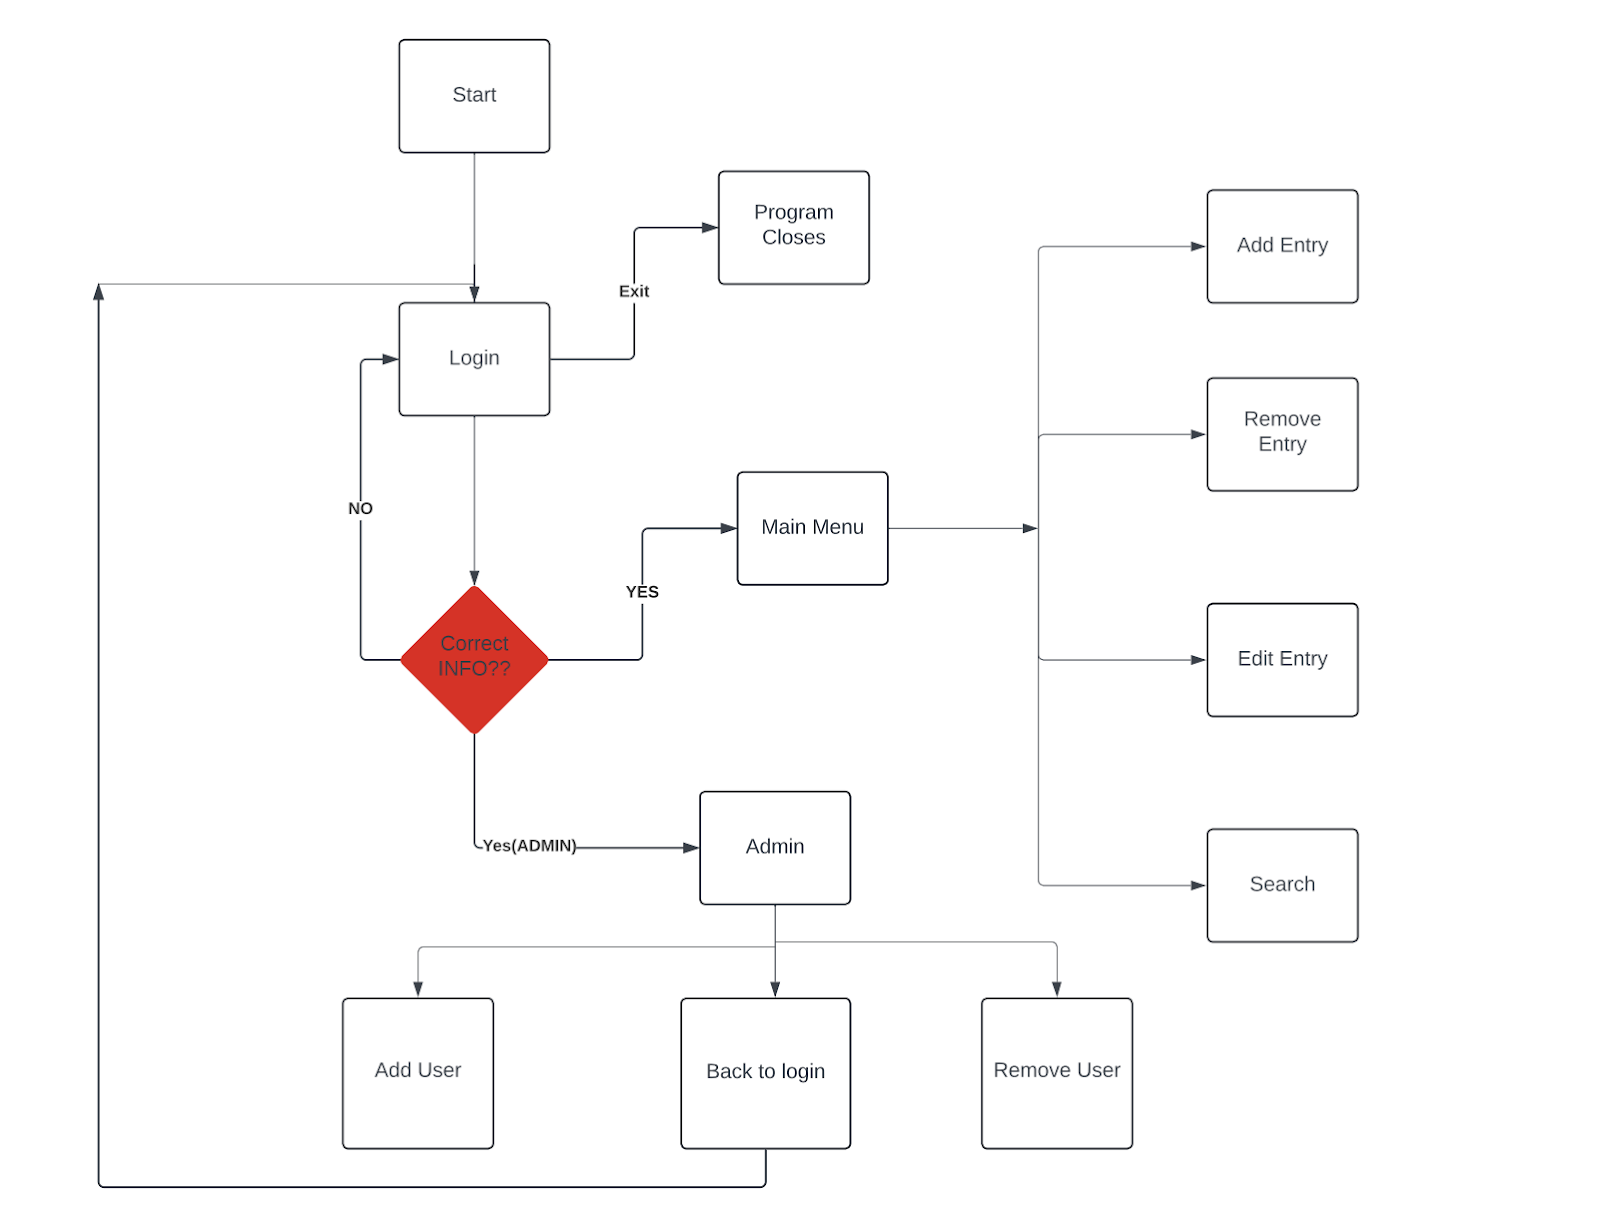 Start
Program
Closes
Add Entry
Exit
Login
Remove
Entry
NO
Main Menu
YES
Correct
INFO??
Edit Entry
Yes(ADMIN)
Admin
Search
Add User
Back to login
Remove User